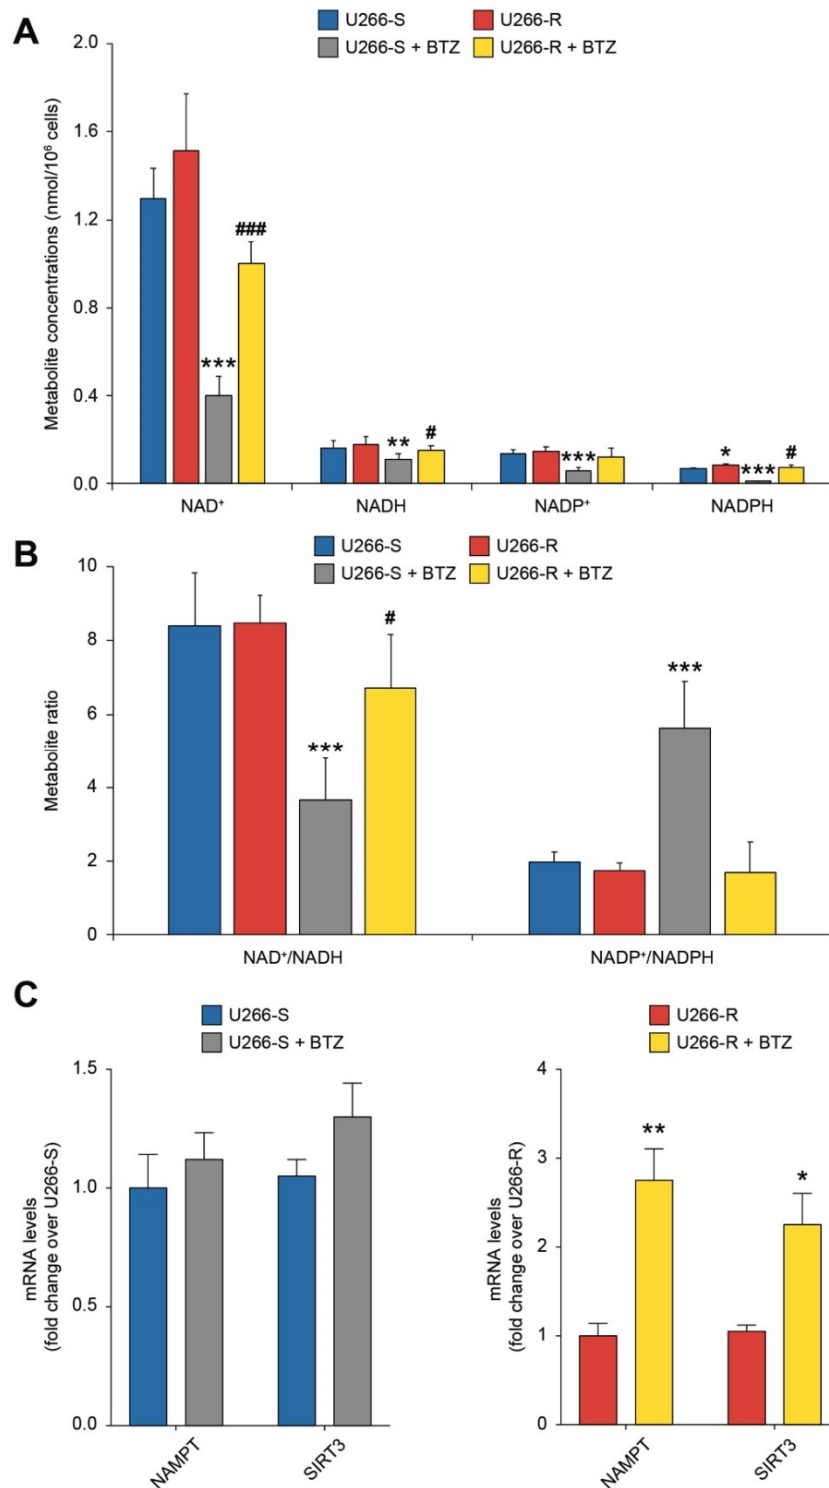 A
U266-S
U266-R
U266-S + BTZ
U266-R + BTZ
Metabolite concentrations (nmol/10⁶ cells)
2.0
1.6
1.2
0.8
0.4
0.0
***
###
**
#
***
*
***
#
NAD⁺
NADH
NADP⁺
NADPH
B
U266-S
U266-R
U266-S + BTZ
U266-R + BTZ
Metabolite ratio
10
8
6
4
2
0
***
#
***
NAD⁺/NADH
NADP⁺/NADPH
C
U266-S
U266-S + BTZ
mRNA levels
(fold change over U266-S)
1.5
1.0
0.5
0.0
NAMPT
SIRT3
U266-R
U266-R + BTZ
mRNA levels
(fold change over U266-R)
4
3
2
1
0
**
*
NAMPT
SIRT3